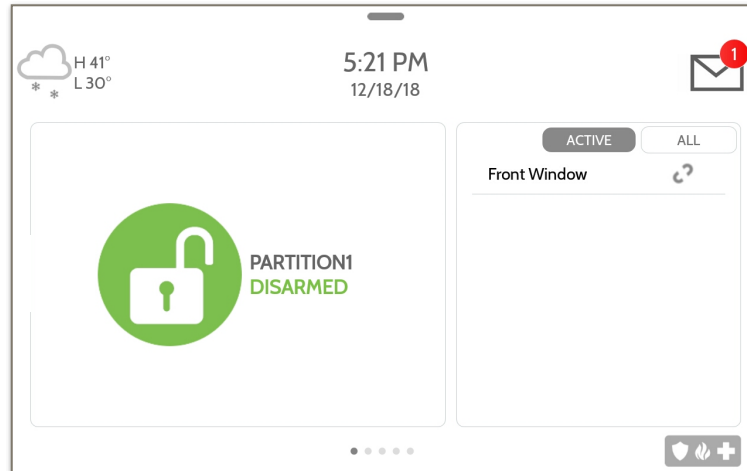 H 41°
L 30°
5:21 PM
12/18/18
1
PARTITION1
DISARMED
ACTIVE
ALL
Front Window